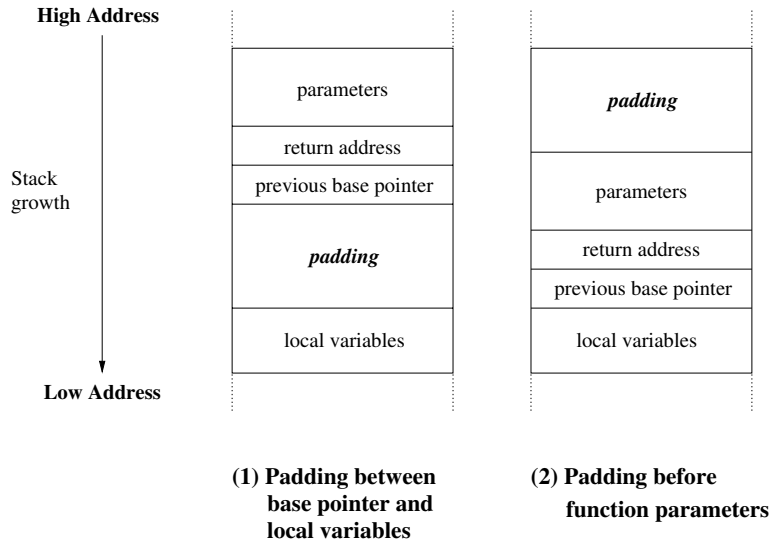 High Address
Stack
growth
Low Address
parameters
return address
previous base pointer
padding
local variables
(1) Padding between
base pointer and
local variables
padding
parameters
return address
previous base pointer
local variables
(2) Padding before
function parameters